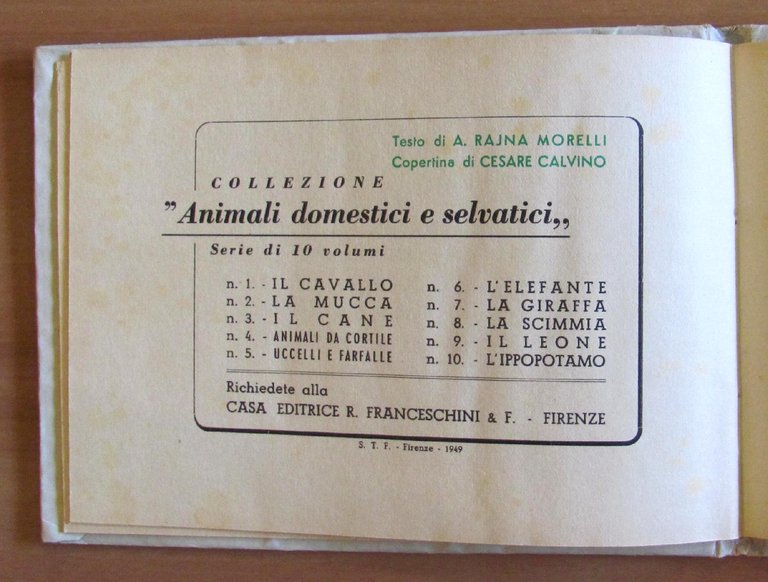 Testo di A. RAJNA MORELLI
Copertina di CESARE CALVINO
COLLEZIONE
”Animali domestici e selvatici„
Serie di 10 volumi
n. 1. - IL CAVALLO
n. 2. - LA MUCCA
n. 3. - IL CANE
n. 4. - ANIMALI DA CORTILE
n. 5. - UCCELLI E FARFALLE
n. 6. - L'ELEFANTE
n. 7. - LA GIRAFFA
n. 8. - LA SCIMMIA
n. 9. - IL LEONE
n. 10. - L'IPPOPOTAMO
Richiedete alla
CASA EDITRICE R. FRANCESCHINI & F. - FIRENZE
S. T. F. - Firenze - 1949